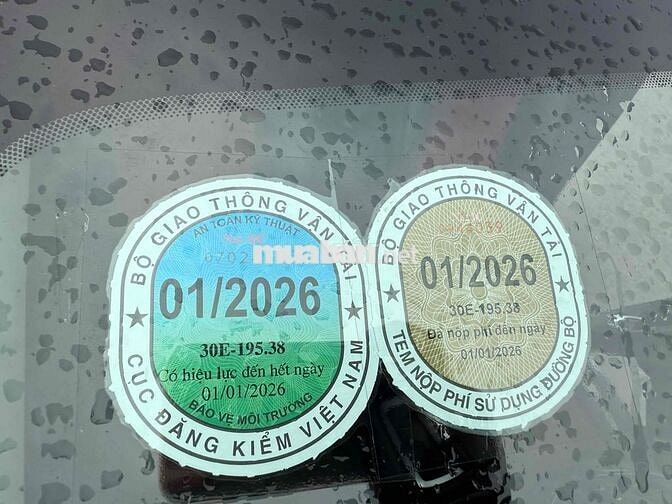 BỘ GIAO THÔNG VẬN TẢI
AN TOÀN KỸ THUẬT
01/2026
30E-195.38
Có hiệu lực đến hết ngày
01/01/2026
BẢO VỆ MÔI TRƯỜNG
CỤC ĐĂNG KIỂM VIỆT NAM
muaban.net
BỘ GIAO THÔNG VẬN TẢI
01/2026
30E-195.38
Đã nộp phí đến ngày
01/01/2026
TEM NỘP PHÍ SỬ DỤNG ĐƯỜNG BỘ